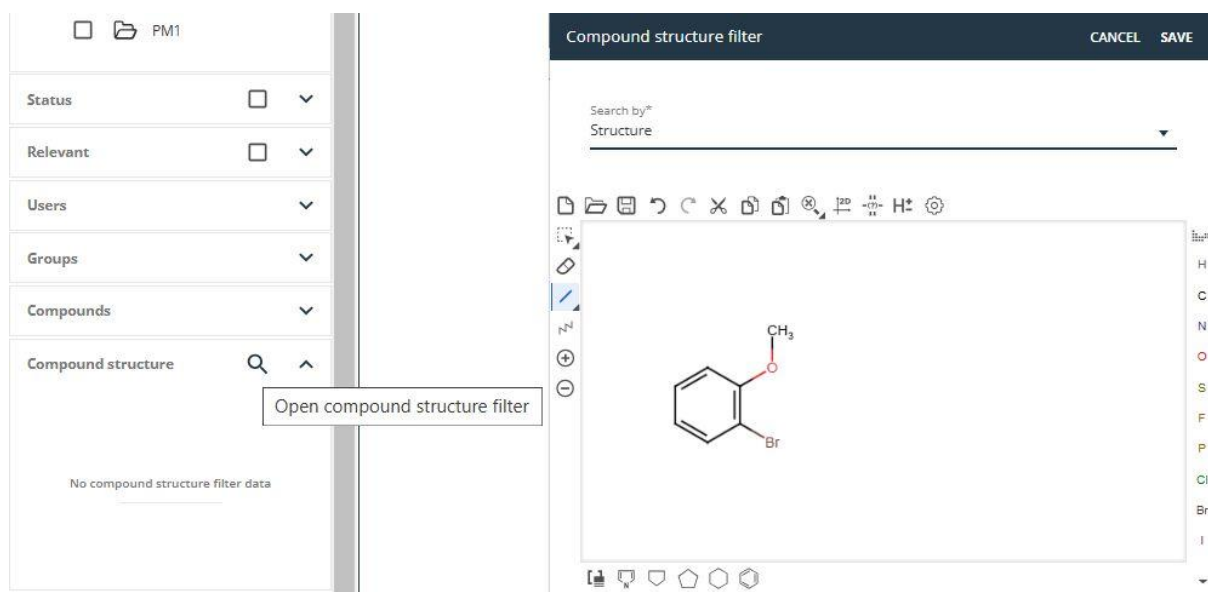 PM1
Status
Relevant
Users
Groups
Compounds
Compound structure
Open compound structure filter
No compound structure filter data
Compound structure filter CANCEL SAVE
Search by*
Structure
2D
(?)
H±
CH3
O
Br
H
C
N
O
S
F
P
Cl
Br
I
N